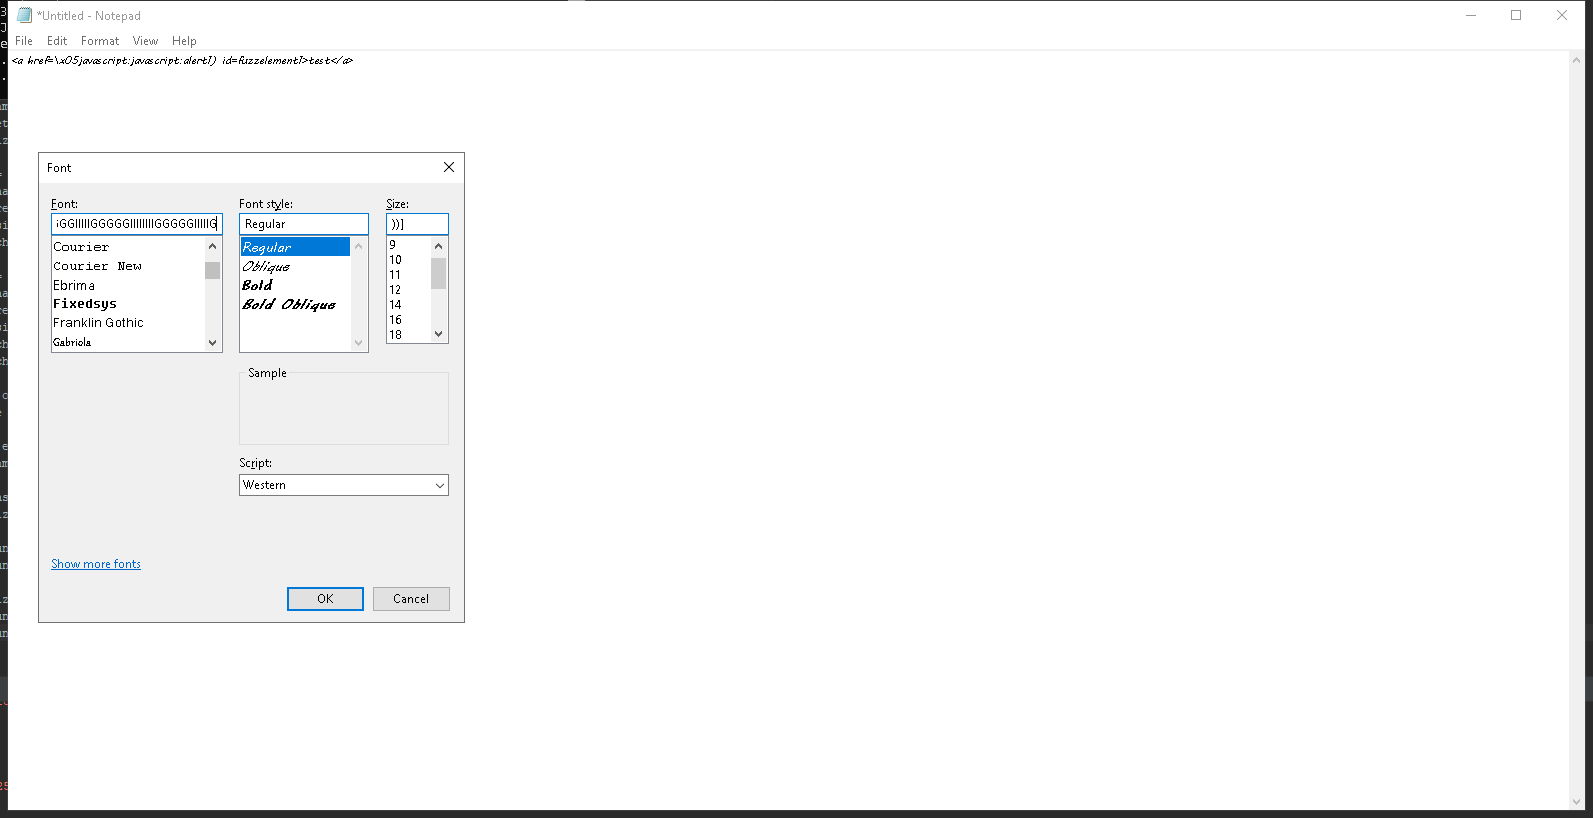 *Untitled - Notepad
File Edit Format View Help
<a href=\x05javascript:javascript:alert1) id=fuzzelement1>test</a>
Font
Font: Font style: Size:
Regular ))]
Courier Regular 9
Courier New Oblique 10
Ebrima Bold 11
Fixedsys Bold Oblique 12
Franklin Gothic 14
Gabriola 16
18
Sample
Script:
Western
Show more fonts
OK Cancel